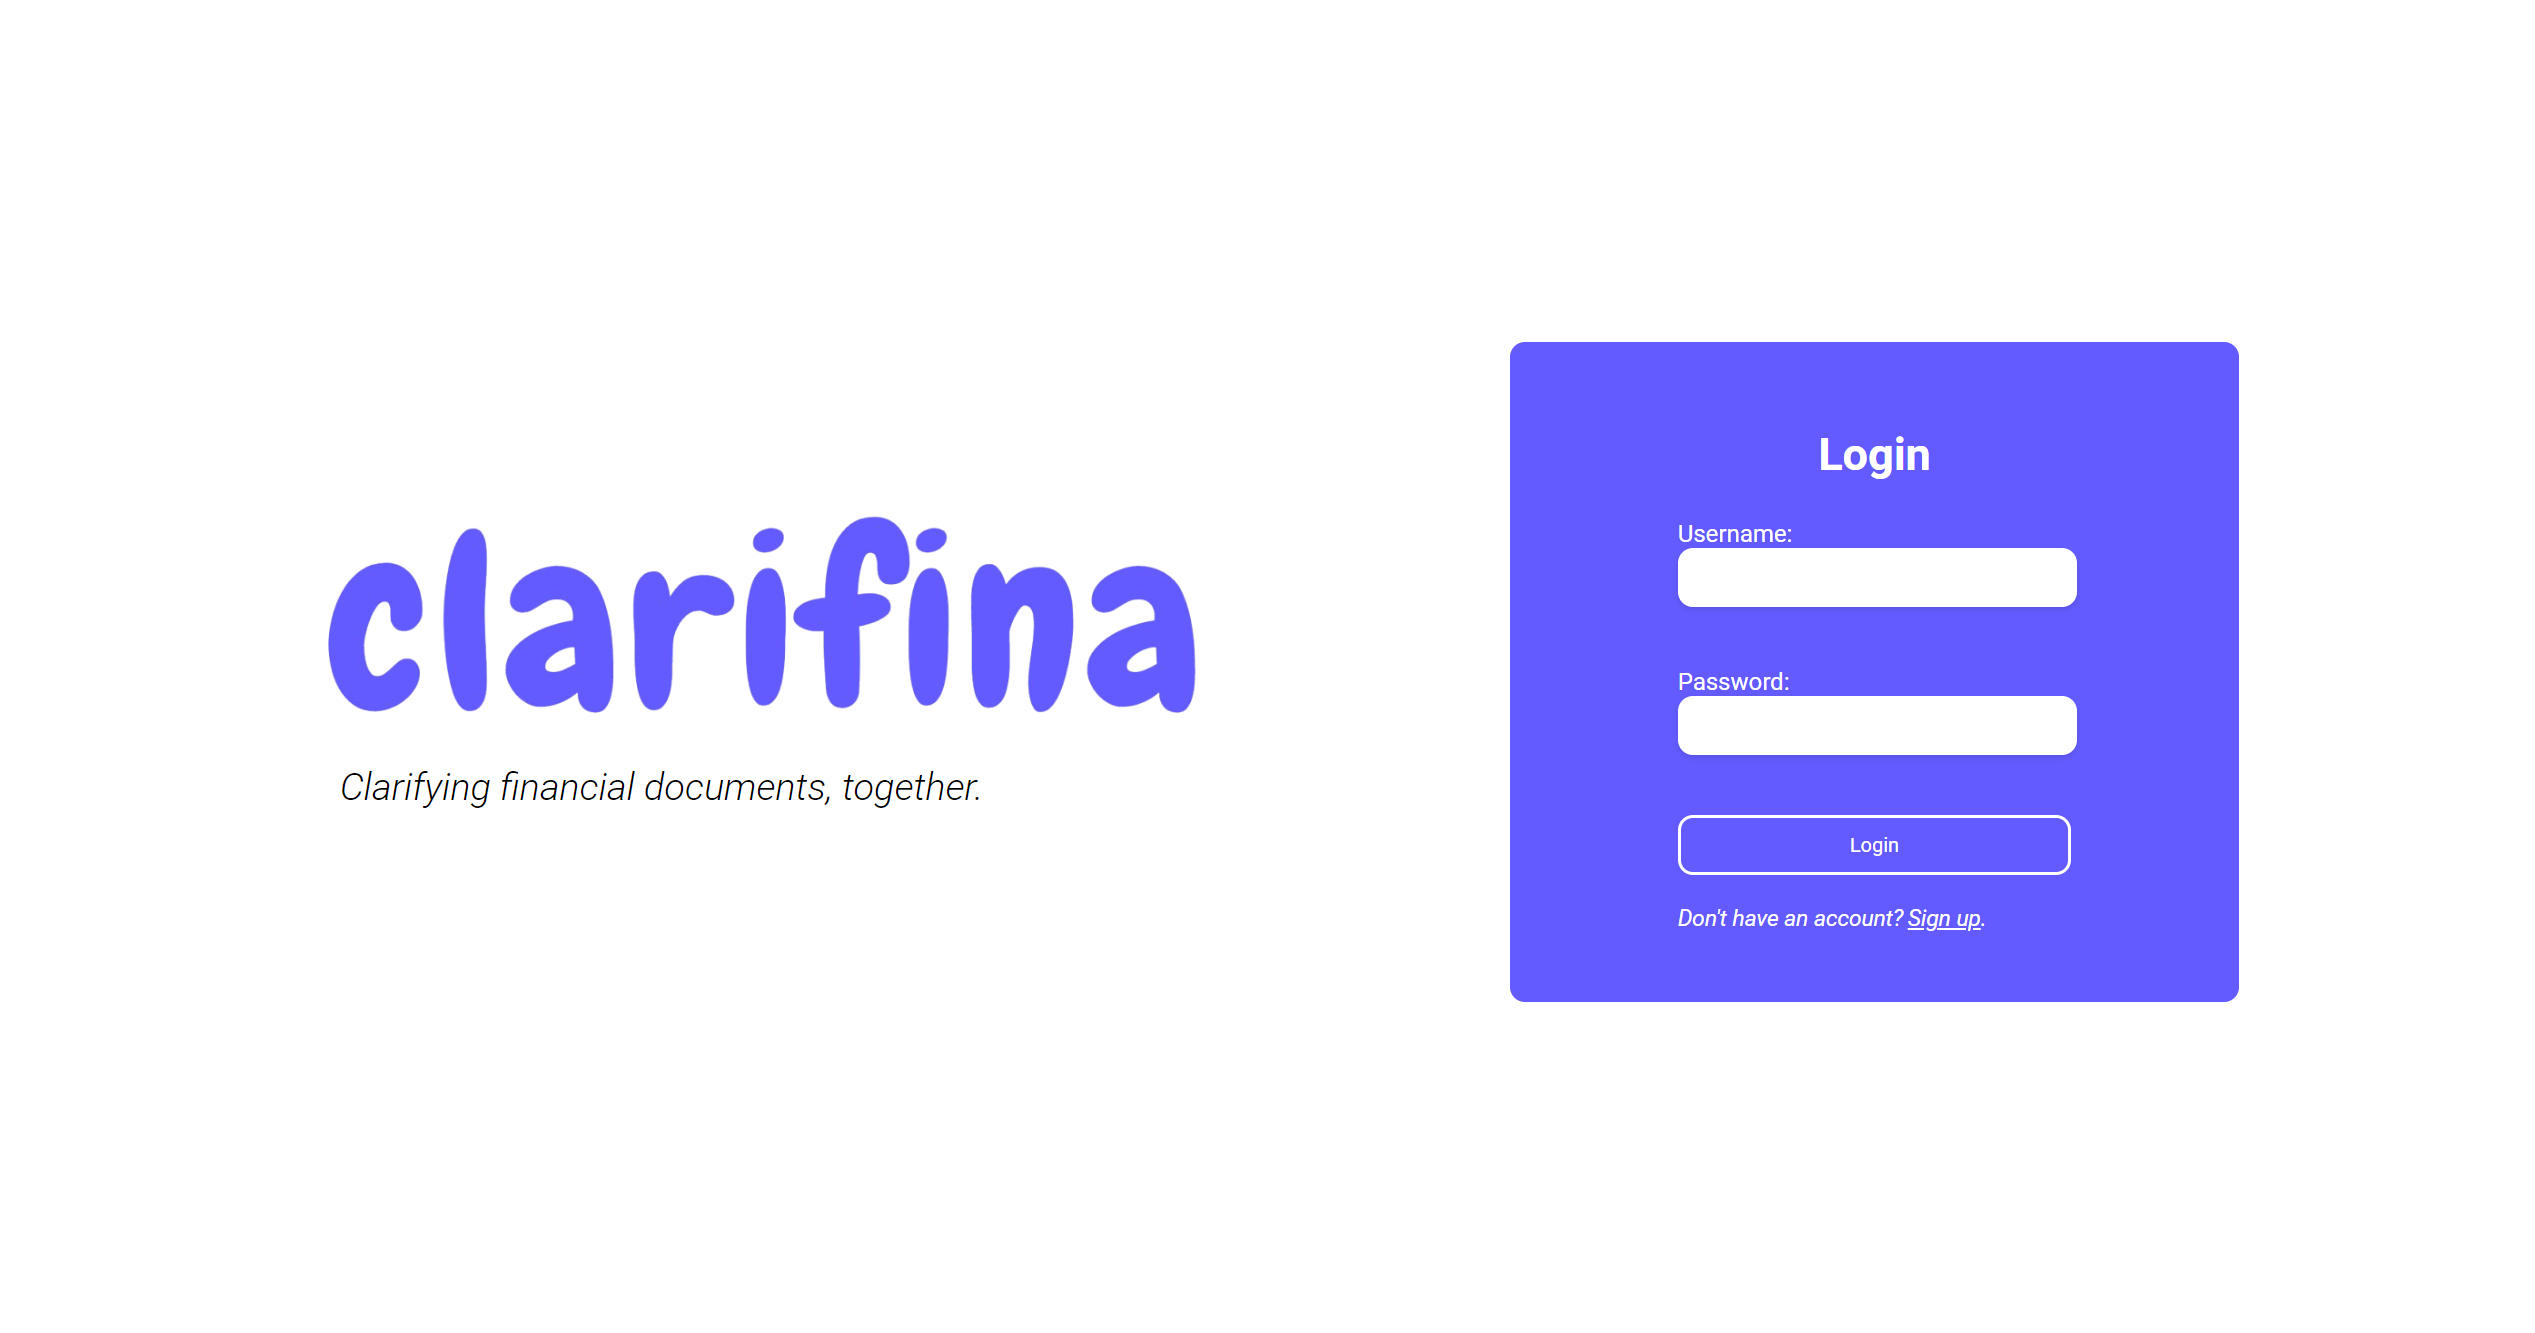 clarifina
Clarifying financial documents, together.
Login
Username:
Password:
Login
Don't have an account? Sign up.